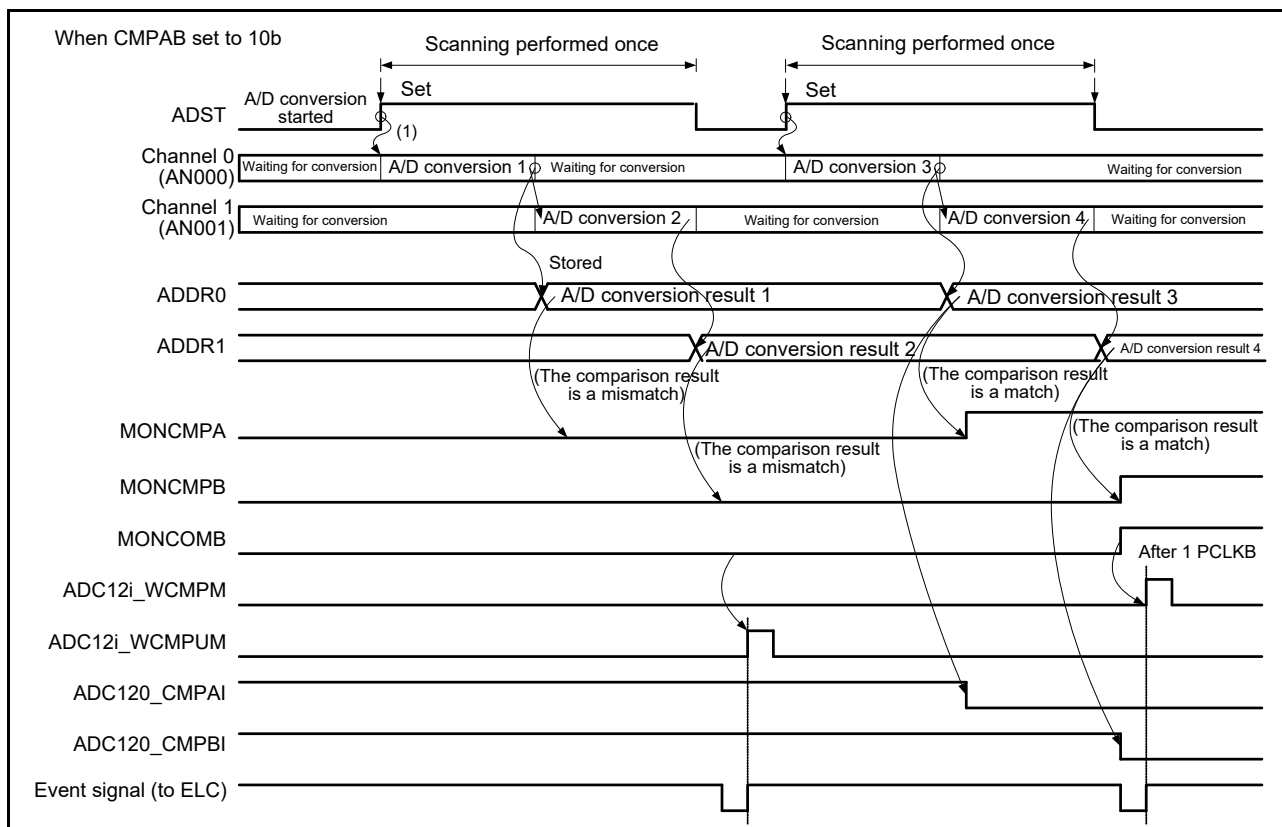 When CMPAB set to 10b
Scanning performed once
Scanning performed once
ADST
A/D conversion
started
Set
Set
(1)
Channel 0
(AN000)
Waiting for conversion
A/D conversion 1
Waiting for conversion
A/D conversion 3
Waiting for conversion
Channel 1
(AN001)
Waiting for conversion
A/D conversion 2
Waiting for conversion
A/D conversion 4
Waiting for conversion
Stored
ADDR0
A/D conversion result 1
A/D conversion result 3
ADDR1
A/D conversion result 2
A/D conversion result 4
(The comparison result
is a mismatch)
(The comparison result
is a match)
MONCMPA
(The comparison result
is a mismatch)
(The comparison result
is a match)
MONCMPB
MONCOMB
After 1 PCLKB
ADC12i_WCMPM
ADC12i_WCMPUM
ADC120_CMPAI
ADC120_CMPBI
Event signal (to ELC)